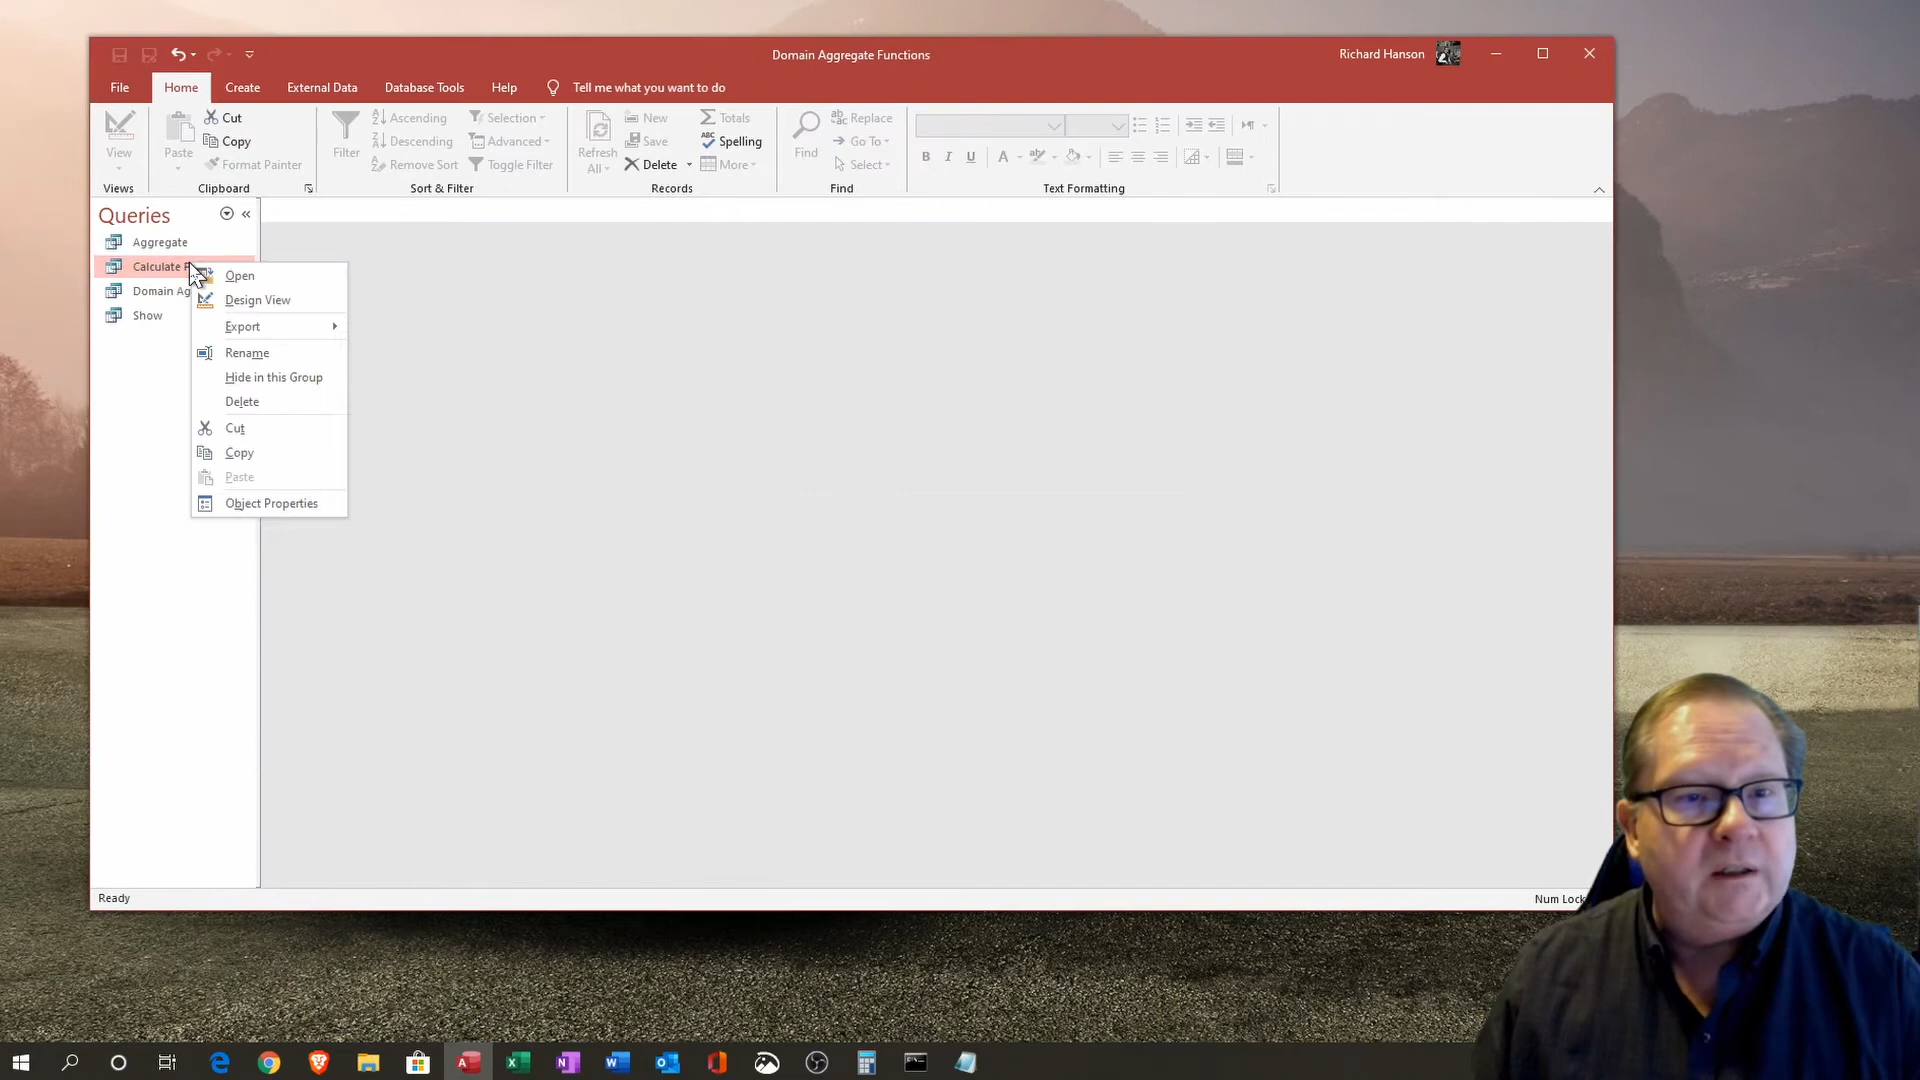 Domain Aggregate Functions
Richard Hanson
File Home Create External Data Database Tools Help Tell me what you want to do
View
Views
Paste
Cut
Copy
Format Painter
Clipboard
Filter
Ascending
Descending
Remove Sort
Selection
Advanced
Toggle Filter
Sort & Filter
Refresh
All
New
Save
Delete
Totals
Spelling
More
Records
Find
Replace
Go To
Select
Find
B I U A
Text Formatting
Queries
Aggregate
Calculate
Domain Ag
Show
Open
Design View
Export
Rename
Hide in this Group
Delete
Cut
Copy
Paste
Object Properties
Ready
Num Lock